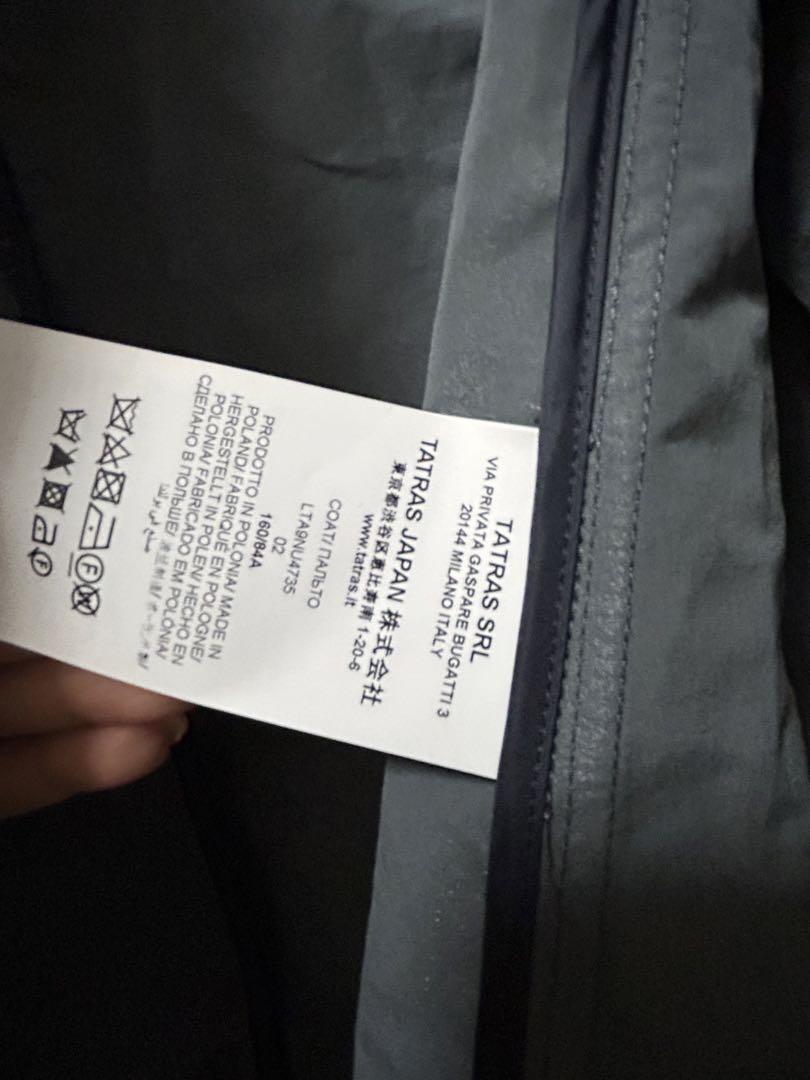 TATRAS SRL
VIA PRIVATA GASPARE BUGATTI 3
20144 MILANO ITALY
TATRAS JAPAN 株式会社
東京都渋谷区恵比寿南 1-20-6
www.tatras.it
COAT/ ПАЛЬТО
LTA9NU4735
02
160/84A
PRODOTTO IN POLONIA/ MADE IN
POLAND/ FABRIQUÉ EN POLOGNE/
HERGESTELLT IN POLEN/ HECHO EN
POLONIA/ FABRICADO EM POLÓNIA/
СДЕЛАНО В ПОЛЬШЕ/
F
F